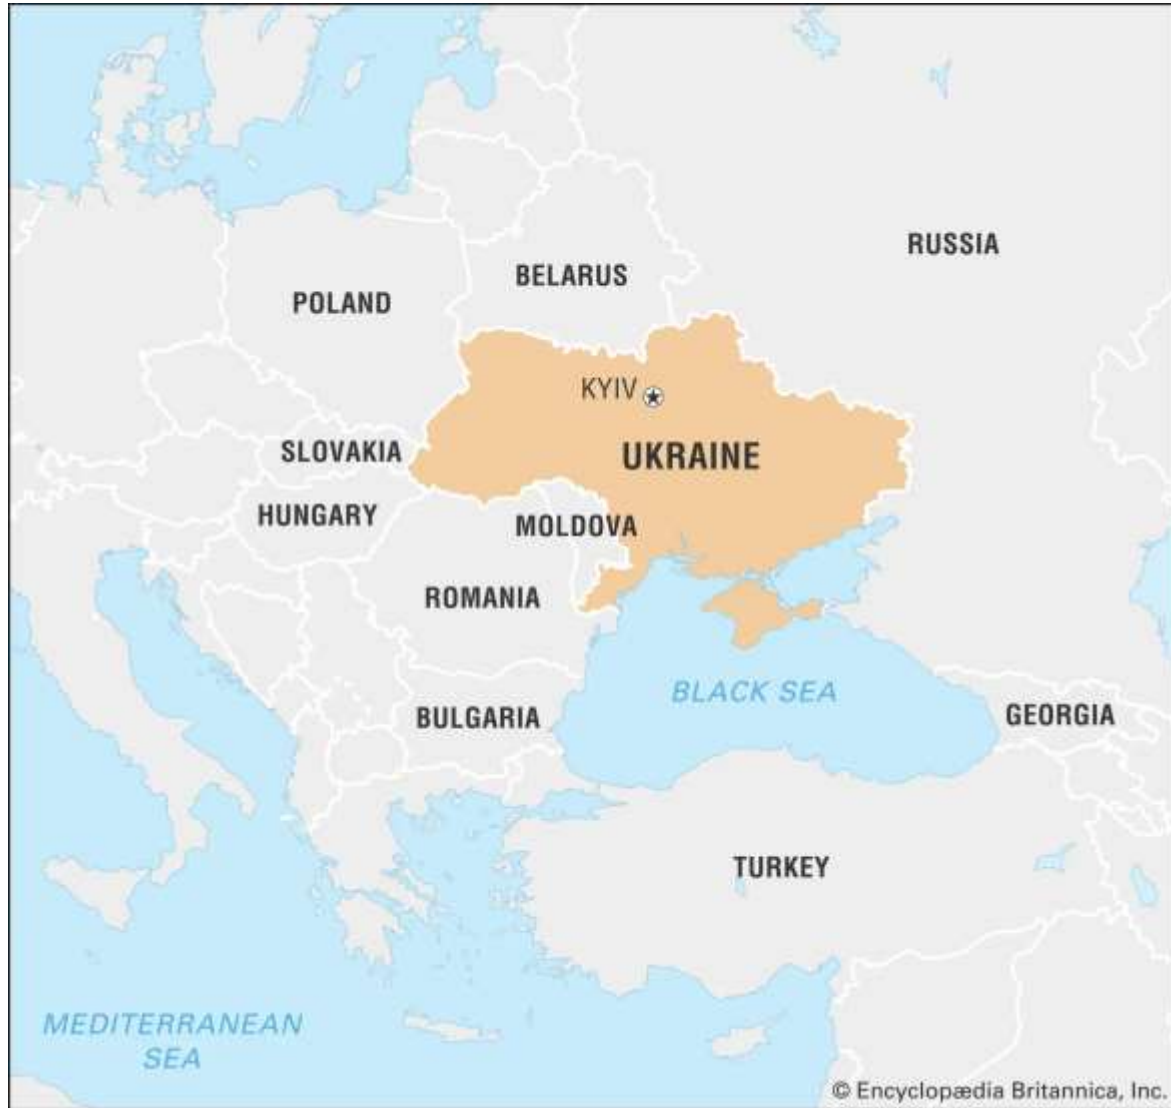 RUSSIA
BELARUS
POLAND
KYIV
UKRAINE
SLOVAKIA
HUNGARY
MOLDOVA
ROMANIA
BLACK SEA
BULGARIA
GEORGIA
TURKEY
MEDITERRANEAN
SEA
© Encyclopædia Britannica, Inc.